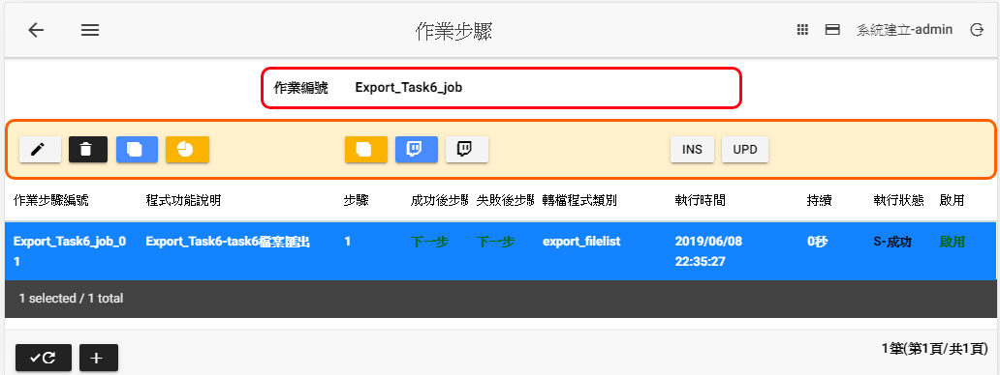 作業步驟
系統建立-admin
作業編號 Export_Task6_job
INS UPD
作業步驟編號 程式功能說明 步驟 成功後步驟 失敗後步驟 轉檔程式類別 執行時間 持續 執行狀態 啟用
Export_Task6_job_0 Export_Task6-task6檔案匯出 1 下一步 下一步 export_filelist 2019/06/08 0秒 S-成功 啟用
1 22:35:27
1 selected / 1 total
1筆(第1頁/共1頁)